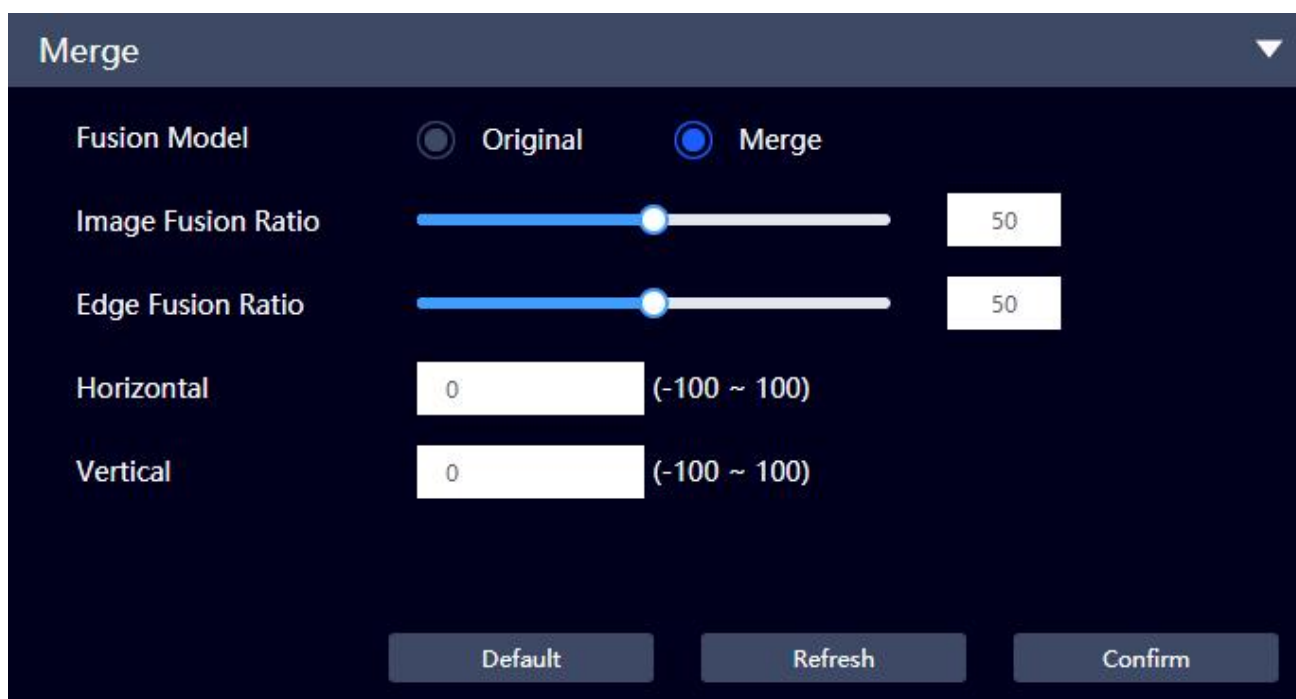 Merge
Fusion Model Original Merge
Image Fusion Ratio 50
Edge Fusion Ratio 50
Horizontal 0 (-100 ~ 100)
Vertical 0 (-100 ~ 100)
Default Refresh Confirm